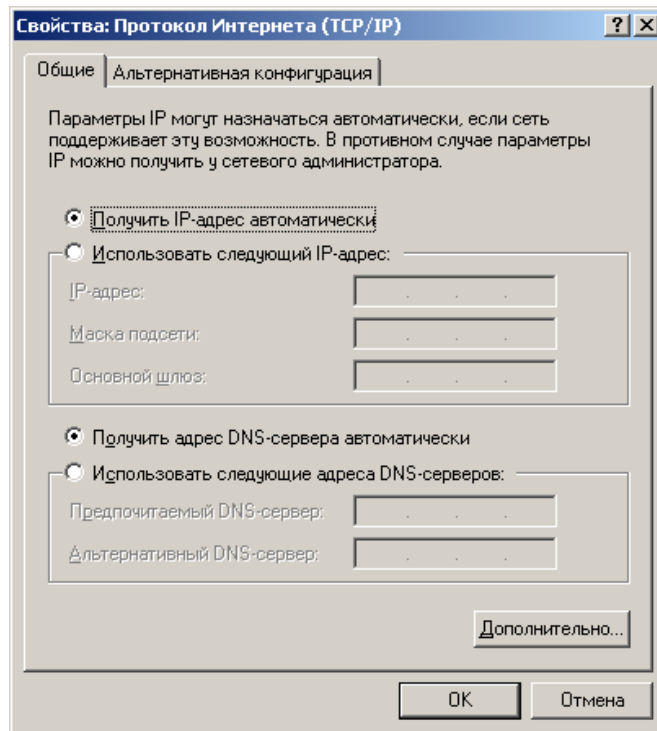 Свойства: Протокол Интернета (TCP/IP)
Общие
Альтернативная конфигурация
Параметры IP могут назначаться автоматически, если сеть
поддерживает эту возможность. В противном случае параметры
IP можно получить у сетевого администратора.
Получить IP-адрес автоматически
Использовать следующий IP-адрес:
IP-адрес:
Маска подсети:
Основной шлюз:
Получить адрес DNS-сервера автоматически
Использовать следующие адреса DNS-серверов:
Предпочитаемый DNS-сервер:
Альтернативный DNS-сервер:
Дополнительно...
OK
Отмена